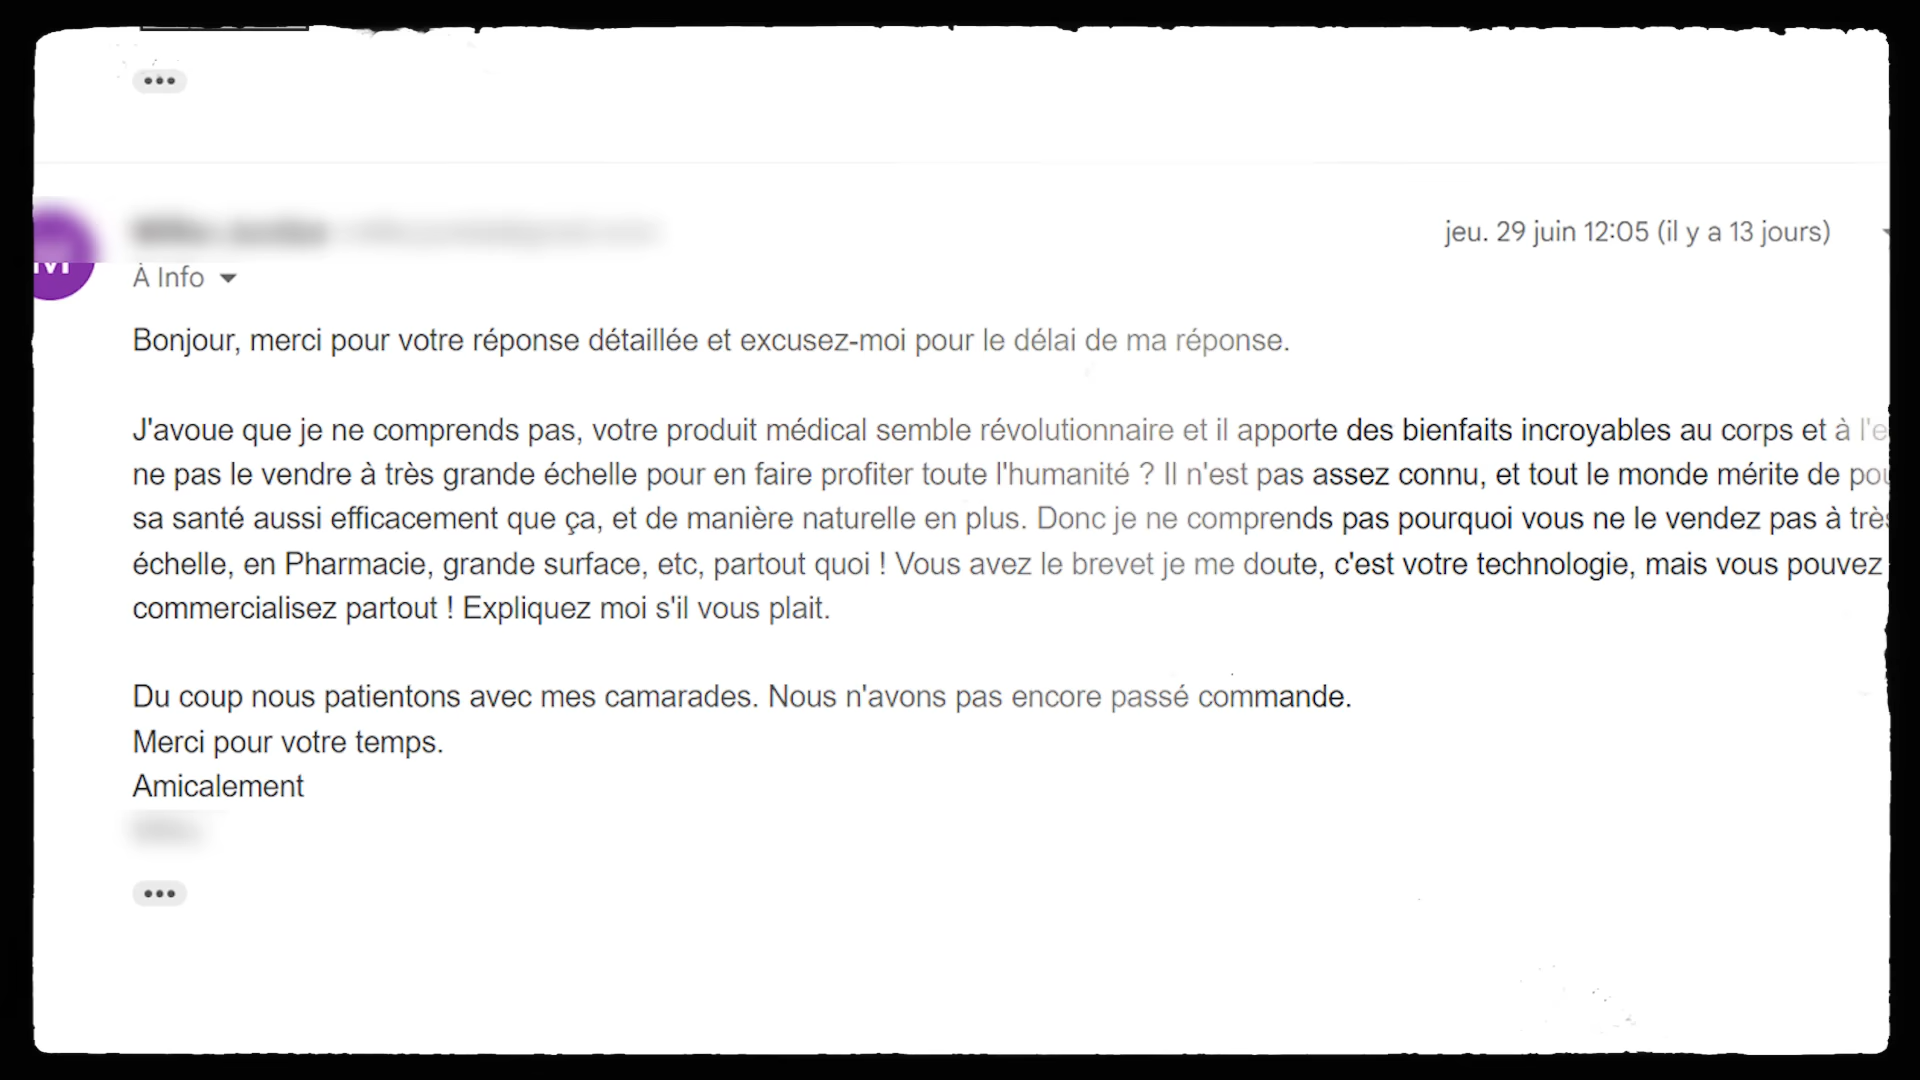 jeu. 29 juin 12:05 (il y a 13 jours)
À Info
Bonjour, merci pour votre réponse détaillée et excusez-moi pour le délai de ma réponse.
J'avoue que je ne comprends pas, votre produit médical semble révolutionnaire et il apporte des bienfaits incroyables au corps et à
ne pas le vendre à très grande échelle pour en faire profiter toute l'humanité ? Il n'est pas assez connu, et tout le monde mérite de
sa santé aussi efficacement que ça, et de manière naturelle en plus. Donc je ne comprends pas pourquoi vous ne le vendez pas à
échelle, en Pharmacie, grande surface, etc, partout quoi ! Vous avez le brevet je me doute, c'est votre technologie, mais vous pouvez
commercialisez partout ! Expliquez moi s'il vous plait.
Du coup nous patientons avec mes camarades. Nous n'avons pas encore passé commande.
Merci pour votre temps.
Amicalement